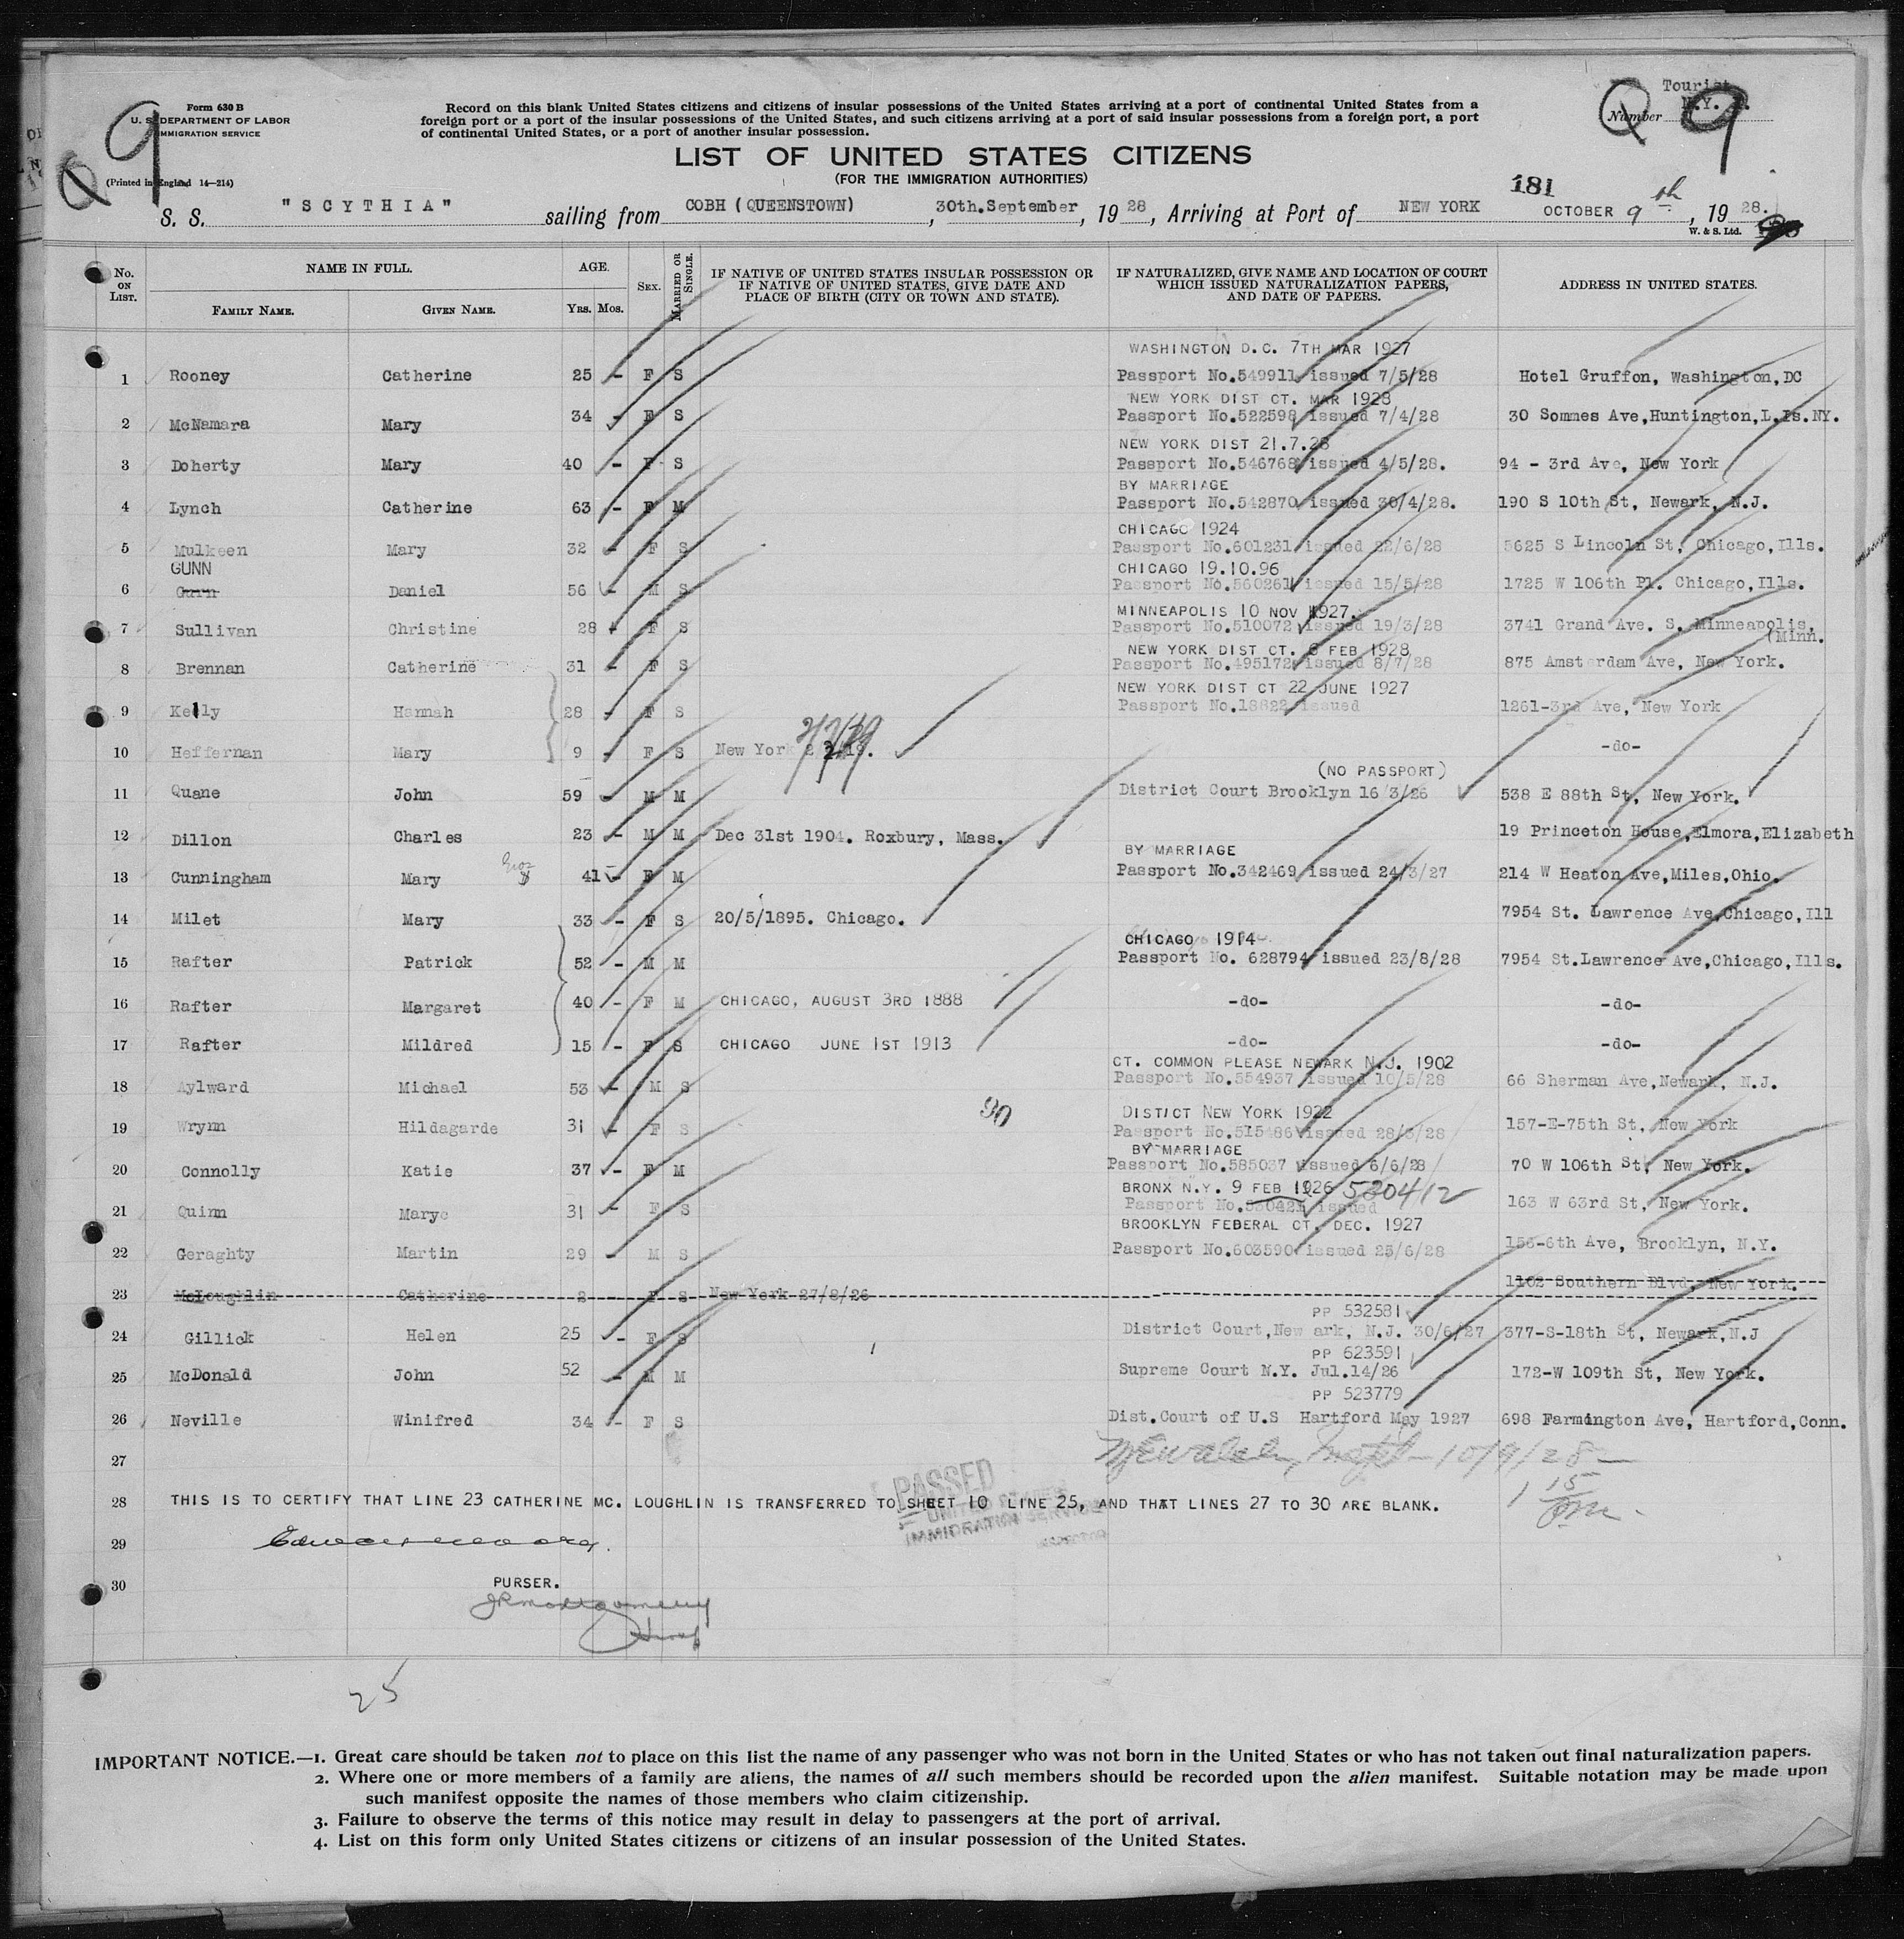 Tourist
Form 630 B
U. S. DEPARTMENT OF LABOR
IMMIGRATION SERVICE
(Printed in England 14—214)
Q 9
Record on this blank United States citizens and citizens of insular possessions of the United States arriving at a port of continental United States from a
foreign port or a port of the insular possessions of the United States, and such citizens arriving at a port of said insular possessions from a foreign port, a port
of continental United States, or a port of another insular possession.
Number Q 9
LIST OF UNITED STATES CITIZENS
(FOR THE IMMIGRATION AUTHORITIES)
181
S. S. "SCYTHIA" sailing from COBH (QUEENSTOWN), 30th.September, 1928, Arriving at Port of NEW YORK OCTOBER 9th, 1928.
W. & S. Ltd.
No. ON LIST. NAME IN FULL. FAMILY NAME. GIVEN NAME. AGE. YRS. MOS. SEX. MARRIED OR SINGLE. IF NATIVE OF UNITED STATES INSULAR POSSESSION OR IF NATIVE OF UNITED STATES, GIVE DATE AND PLACE OF BIRTH (CITY OR TOWN AND STATE). IF NATURALIZED, GIVE NAME AND LOCATION OF COURT WHICH ISSUED NATURALIZATION PAPERS, AND DATE OF PAPERS. ADDRESS IN UNITED STATES.
WASHINGTON D.C. 7TH MAR 1927
1 Rooney Catherine 25 - F S Passport No.549911 issued 7/5/28 Hotel Gruffon, Washington,DC
NEW YORK DIST CT. MAR 1928
2 McNamara Mary 34 - F S Passport No.522598 issued 7/4/28 30 Sommes Ave,Huntington,L.Is.NY.
NEW YORK DIST 21.7.28
3 Doherty Mary 40 - F S Passport No.546768 issued 4/5/28. 94 - 3rd Ave, New York
BY MARRIAGE
4 Lynch Catherine 63 - F M Passport No.542870 issued 30/4/28. 190 S 10th St, Newark, N.J.
CHICAGO 1924
5 Mulkeen Mary 32 - F S Passport No.601231 issued 22/6/28 5625 S Lincoln St, Chicago,Ills.
GUNN CHICAGO 19.10.96
6 Daniel 56 - M S Passport No.560261 issued 15/5/28 1725 W 106th Pl. Chicago,Ills.
MINNEAPOLIS 10 NOV 1927.
7 Sullivan Christine 28 - F S Passport No.510072 issued 19/3/28 3741 Grand Ave. S. Minneapolis,
(Minn.
NEW YORK DIST CT. 6 FEB 1928
8 Brennan Catherine 31 - F S Passport No.495172 issued 8/7/28 875 Amsterdam Ave, New York.
NEW YORK DIST CT 22 JUNE 1927
9 Kelly Hannah 28 - F S Passport No.18822 issued 1261-3rd Ave, New York
10 Heffernan Mary 9 - F S New York -do-
(NO PASSPORT)
11 Quane John 59 - M M District Court Brooklyn 16/3/26 538 E 88th St, New York.
12 Dillon Charles 23 - M M Dec 31st 1904. Roxbury, Mass. 19 Princeton House,Elmora,Elizabeth
BY MARRIAGE
13 Cunningham Mary 41 - F M Passport No.342469 issued 24/3/27 214 W Heaton Ave,Miles,Ohio.
14 Milet Mary 33 - F S 20/5/1895. Chicago. 7954 St. Lawrence Ave,Chicago,Ill
CHICAGO 1914
15 Rafter Patrick 52 - M M Passport No. 628794 issued 23/8/28 7954 St.Lawrence Ave,Chicago,Ills.
16 Rafter Margaret 40 - F M CHICAGO, AUGUST 3RD 1888 -do- -do-
17 Rafter Mildred 15 - F S CHICAGO JUNE 1ST 1913 -do- -do-
CT. COMMON PLEASE NEWARK N.J. 1902
18 Aylward Michael 53 - M S Passport No.554937 issued 10/5/28 66 Sherman Ave,Newark, N.J.
90 DISTICT NEW YORK 1922
19 Wrynn Hildagarde 31 - F S Passport No.515486 issued 28/3/28 157-E-75th St, New York
BY MARRIAGE
20 Connolly Katie 37 - F M Passport No.585037 issued 6/6/28 70 W 106th St, New York.
BRONX N.Y. 9 FEB 1926 530412
21 Quinn Mary 31 - F S Passport No.530421 issued 163 W 63rd St, New York.
BROOKLYN FEDERAL CT, DEC. 1927
22 Geraghty Martin 29 - M S Passport No.603590 issued 25/6/28 156-6th Ave, Brooklyn, N.Y.
23 McLoughlin Catherine 2 - F S New York 27/8/26 1102 Southern Blvd, New York.
PP 532581
24 Gillick Helen 25 - F S District Court,Newark, N.J. 30/6/27 377-S-18th St, Newark,N.J
PP 623591
25 McDonald John 52 - M M Supreme Court N.Y. Jul.14/26 172-W 109th St, New York.
PP 523779
26 Neville Winifred 34 - F S Dist.Court of U.S Hartford May 1927 698 Farmington Ave, Hartford,Conn.
27 10/9/28
PASSED
28 THIS IS TO CERTIFY THAT LINE 23 CATHERINE MC. LOUGHLIN IS TRANSFERRED TO SHEET 10 LINE 25, AND THAT LINES 27 TO 30 ARE BLANK.
IMMIGRATION SERVICE
INSPECTOR
29
30 PURSER.
25
IMPORTANT NOTICE.—1. Great care should be taken not to place on this list the name of any passenger who was not born in the United States or who has not taken out final naturalization papers.
2. Where one or more members of a family are aliens, the names of all such members should be recorded upon the alien manifest. Suitable notation may be made upon
such manifest opposite the names of those members who claim citizenship.
3. Failure to observe the terms of this notice may result in delay to passengers at the port of arrival.
4. List on this form only United States citizens or citizens of an insular possession of the United States.